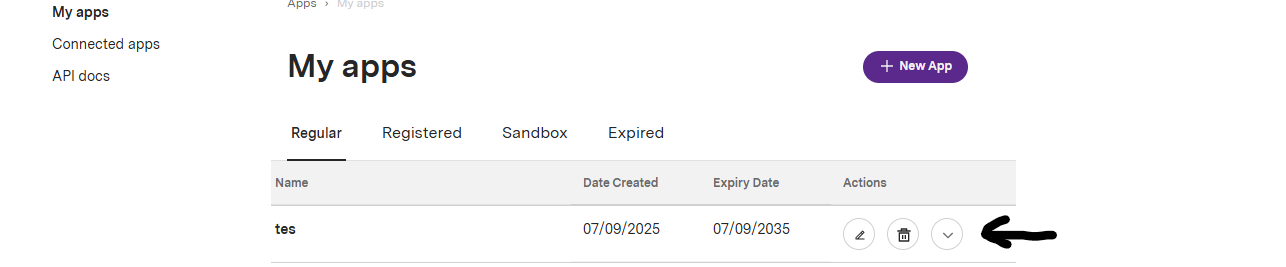 My apps
Connected apps
API docs
Apps › My apps
My apps
+ New App
Regular Registered Sandbox Expired
Name Date Created Expiry Date Actions
tes 07/09/2025 07/09/2035